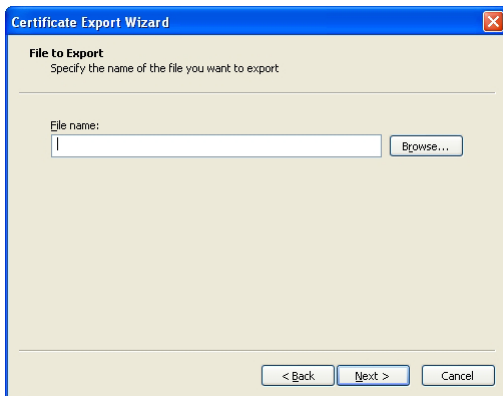 Certificate Export Wizard
File to Export
Specify the name of the file you want to export
File name:
Browse...
< Back
Next >
Cancel